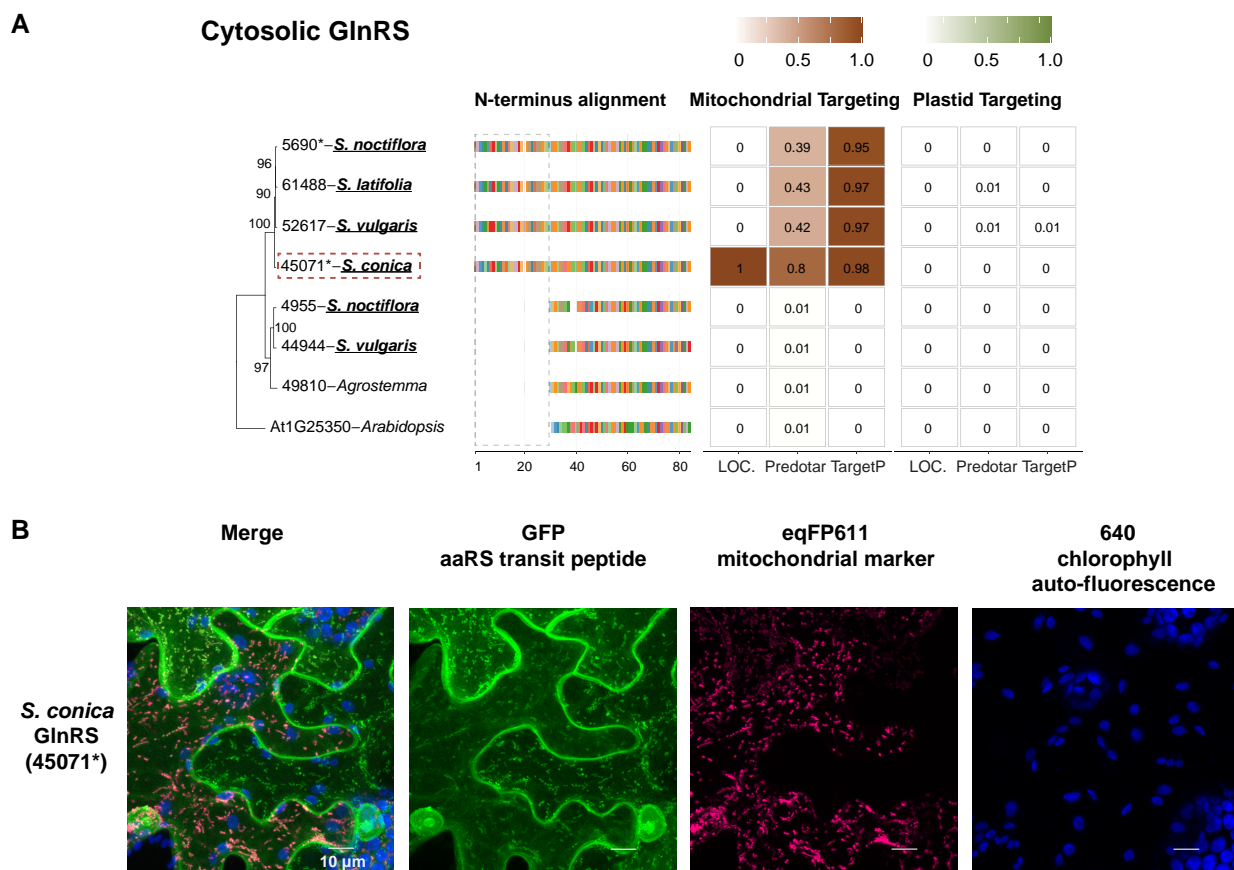 A
Cytosolic GlnRS
0 0.5 1.0
0 0.5 1.0
N-terminus alignment
Mitochondrial Targeting
Plastid Targeting
5690*–S. noctiflora
0 0.39 0.95 0 0 0
96
61488–S. latifolia
0 0.43 0.97 0 0.01 0
90
52617–S. vulgaris
0 0.42 0.97 0 0.01 0.01
100
45071*–S. conica
1 0.8 0.98 0 0 0
4955–S. noctiflora
0 0.01 0 0 0 0
100
44944–S. vulgaris
0 0.01 0 0 0 0
97
49810–Agrostemma
0 0.01 0 0 0 0
At1G25350–Arabidopsis
0 0.01 0 0 0 0
1 20 40 60 80
LOC. Predotar TargetP
LOC. Predotar TargetP
B
Merge
GFP
aaRS transit peptide
eqFP611
mitochondrial marker
640
chlorophyll
auto-fluorescence
S. conica
GlnRS
(45071*)
10 µm